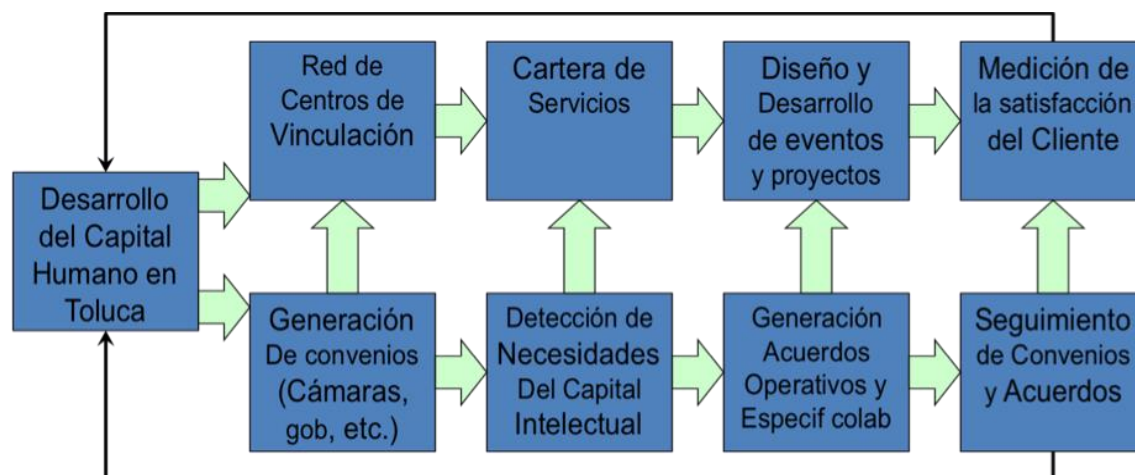 Red de
Centros de
Vinculación
Cartera de
Servicios
Diseño y
Desarrollo
de eventos
y proyectos
Medición de
la satisfacción
del Cliente
Desarrollo
del Capital
Humano en
Toluca
Generación
De convenios
(Cámaras,
gob, etc.)
Detección de
Necesidades
Del Capital
Intelectual
Generación
Acuerdos
Operativos y
Especif colab
Seguimiento
de Convenios
y Acuerdos